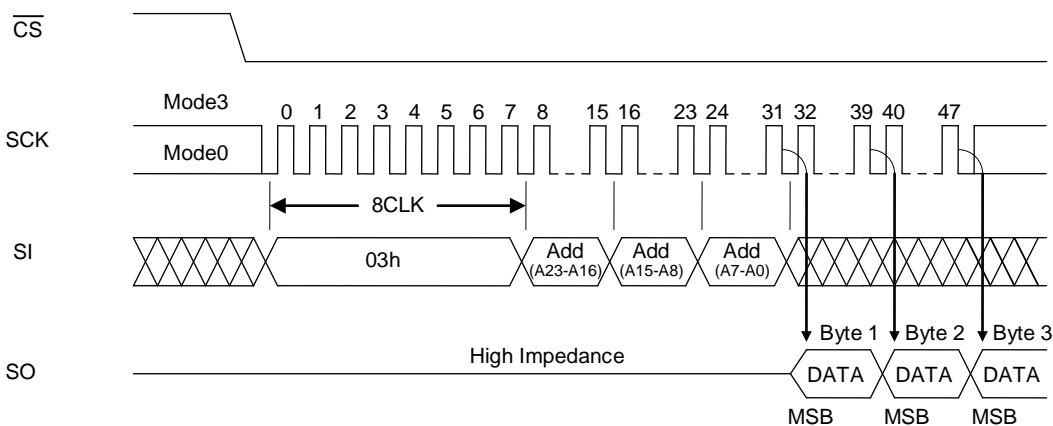 CS
Mode3
0 1 2 3 4 5 6 7 8 15 16 23 24 31 32 39 40 47
SCK
Mode0
8CLK
SI
03h
Add
(A23-A16)
Add
(A15-A8)
Add
(A7-A0)
Byte 1
Byte 2
Byte 3
High Impedance
SO
DATA
DATA
DATA
MSB
MSB
MSB